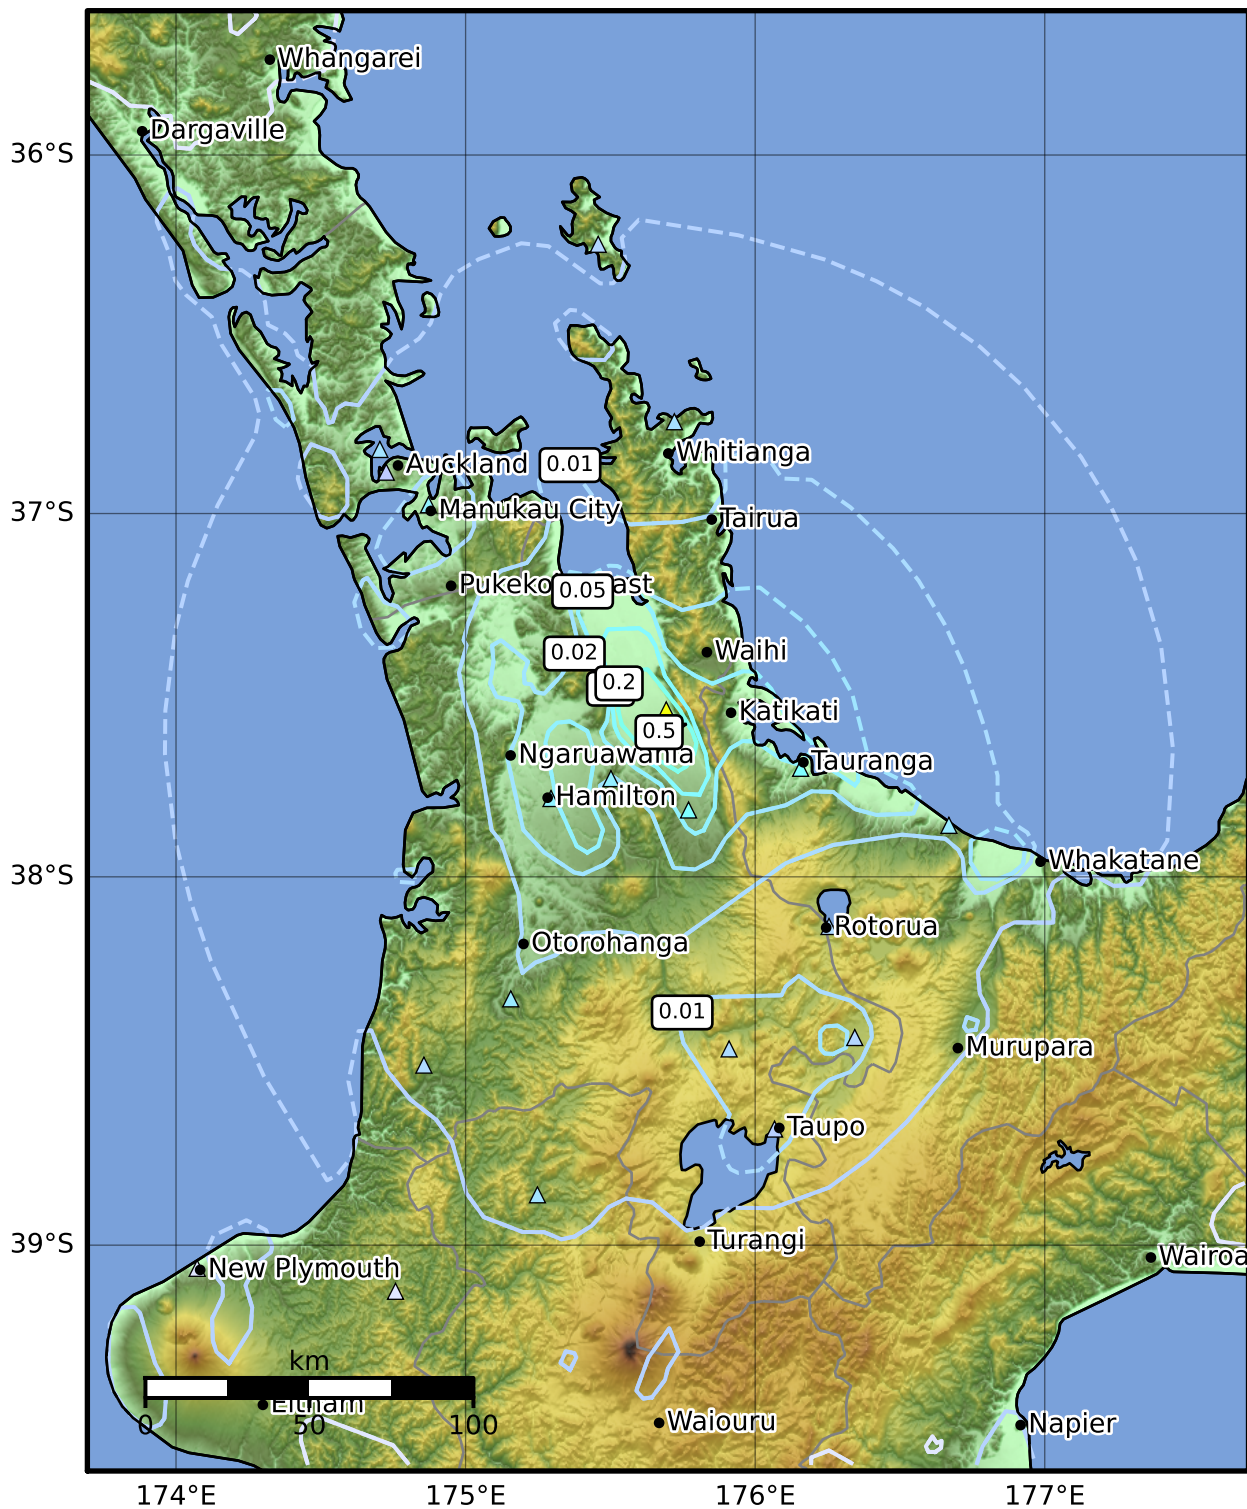 Whangarei
Dargaville
36°S
Whitianga
Auckland
0.01
Manukau City
37°S
Tairua
0.05
0.02
Waihi
0.2
Katikati
0.5
Ngaruawahia
Tauranga
Hamilton
Whakatane
38°S
Rotorua
Otorohanga
0.01
Murupara
Taupo
Turangi
39°S
Wairoa
New Plymouth
km
Eltham
0 50 100
Waiouru
Napier
174°E 175°E 176°E 177°E